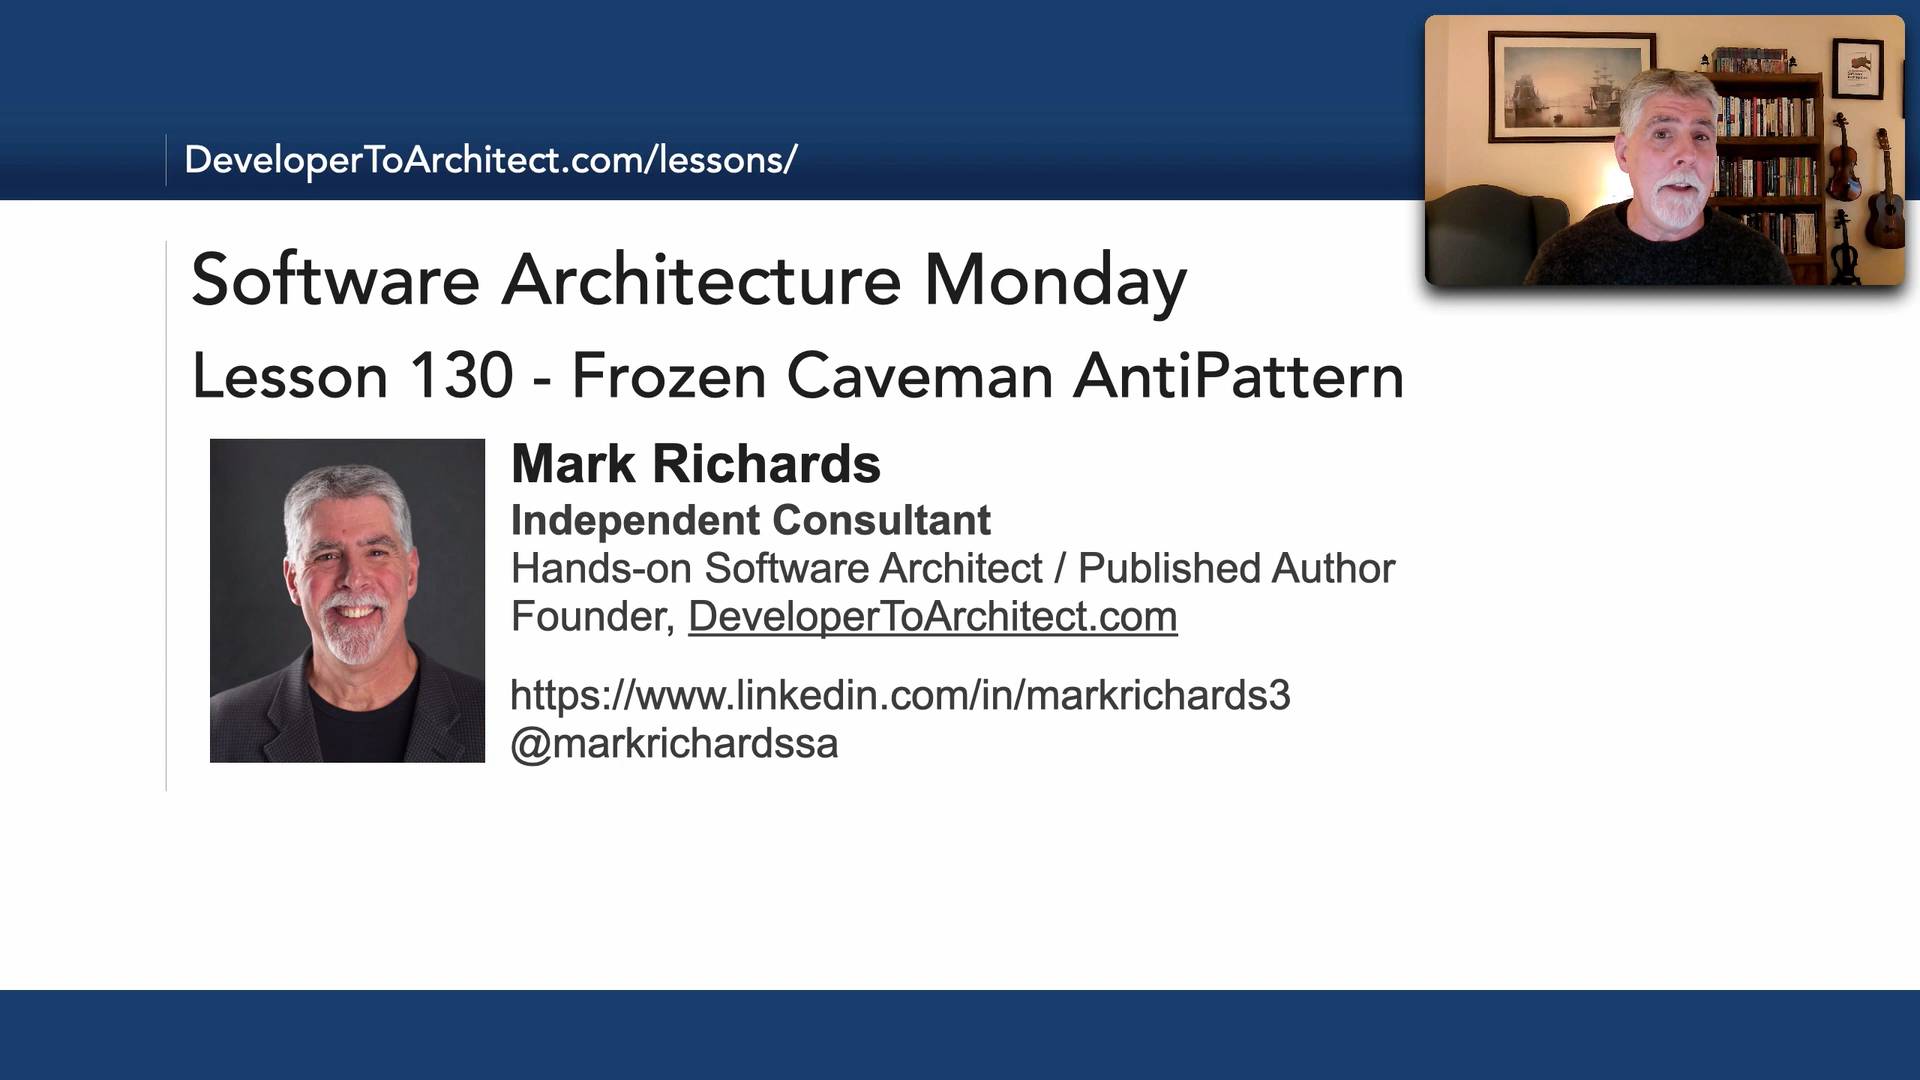 DeveloperToArchitect.com/lessons/
Software Architecture Monday
Lesson 130 - Frozen Caveman AntiPattern
Mark Richards
Independent Consultant
Hands-on Software Architect / Published Author
Founder, DeveloperToArchitect.com
https://www.linkedin.com/in/markrichards3
@markrichardssa